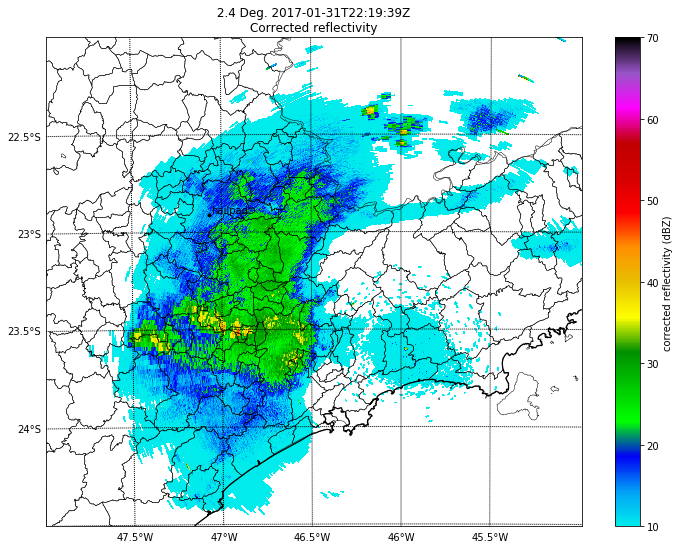 2.4 Deg. 2017-01-31T22:19:39Z
Corrected reflectivity
70
60
50
40
30
20
10
corrected reflectivity (dBZ)
22.5°S
23°S
23.5°S
24°S
47.5°W
47°W
46.5°W
46°W
45.5°W